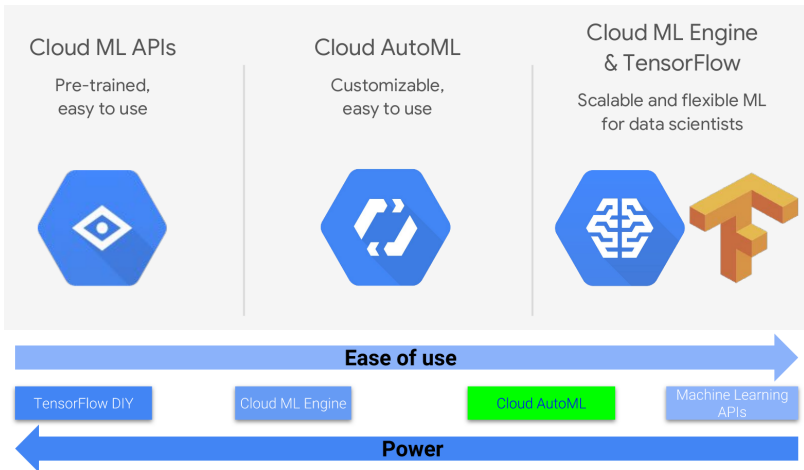 Cloud ML APIs
Pre-trained,
easy to use
Cloud AutoML
Customizable,
easy to use
Cloud ML Engine
& TensorFlow
Scalable and flexible ML
for data scientists
Ease of use
TensorFlow DIY
Cloud ML Engine
Cloud AutoML
Machine Learning
APIs
Power